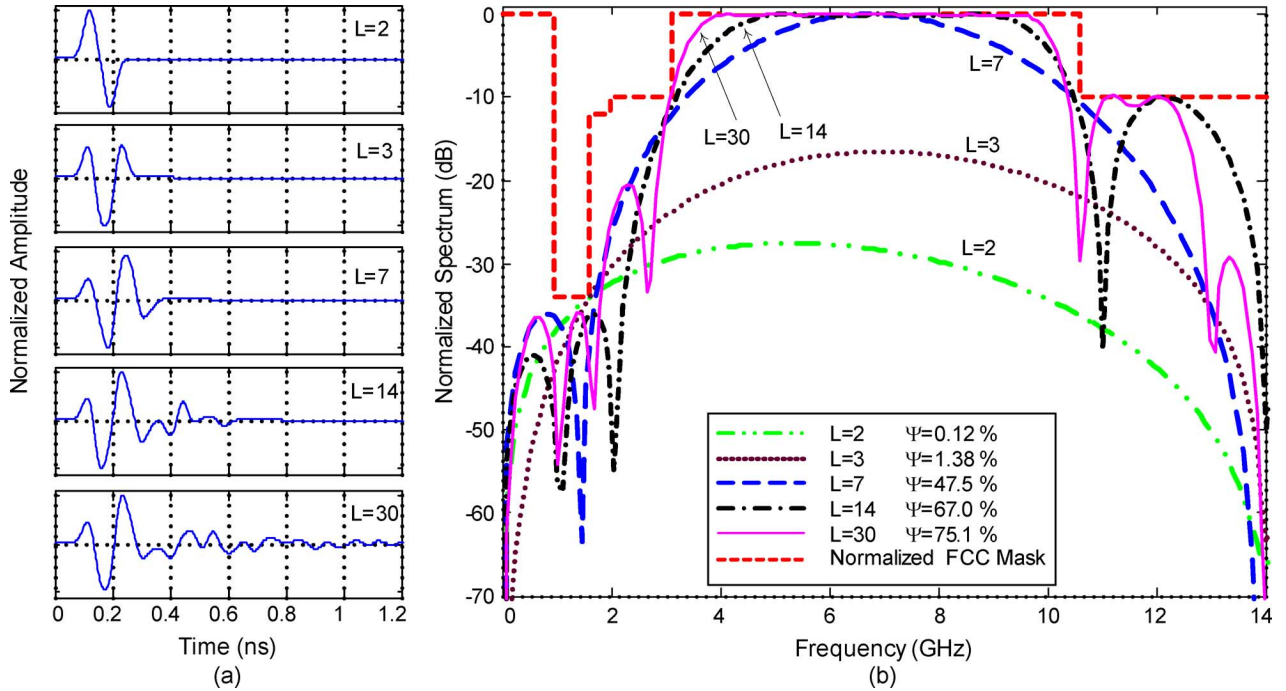 L=2
L=3
L=7
L=14
L=30
Normalized Amplitude
0 0.2 0.4 0.6 0.8 1 1.2
Time (ns)
(a)
0
-10
-20
-30
-40
-50
-60
-70
Normalized Spectrum (dB)
L=7
L=30
L=14
L=3
L=2
L=2 Ψ=0.12 %
L=3 Ψ=1.38 %
L=7 Ψ=47.5 %
L=14 Ψ=67.0 %
L=30 Ψ=75.1 %
Normalized FCC Mask
0 2 4 6 8 10 12 14
Frequency (GHz)
(b)